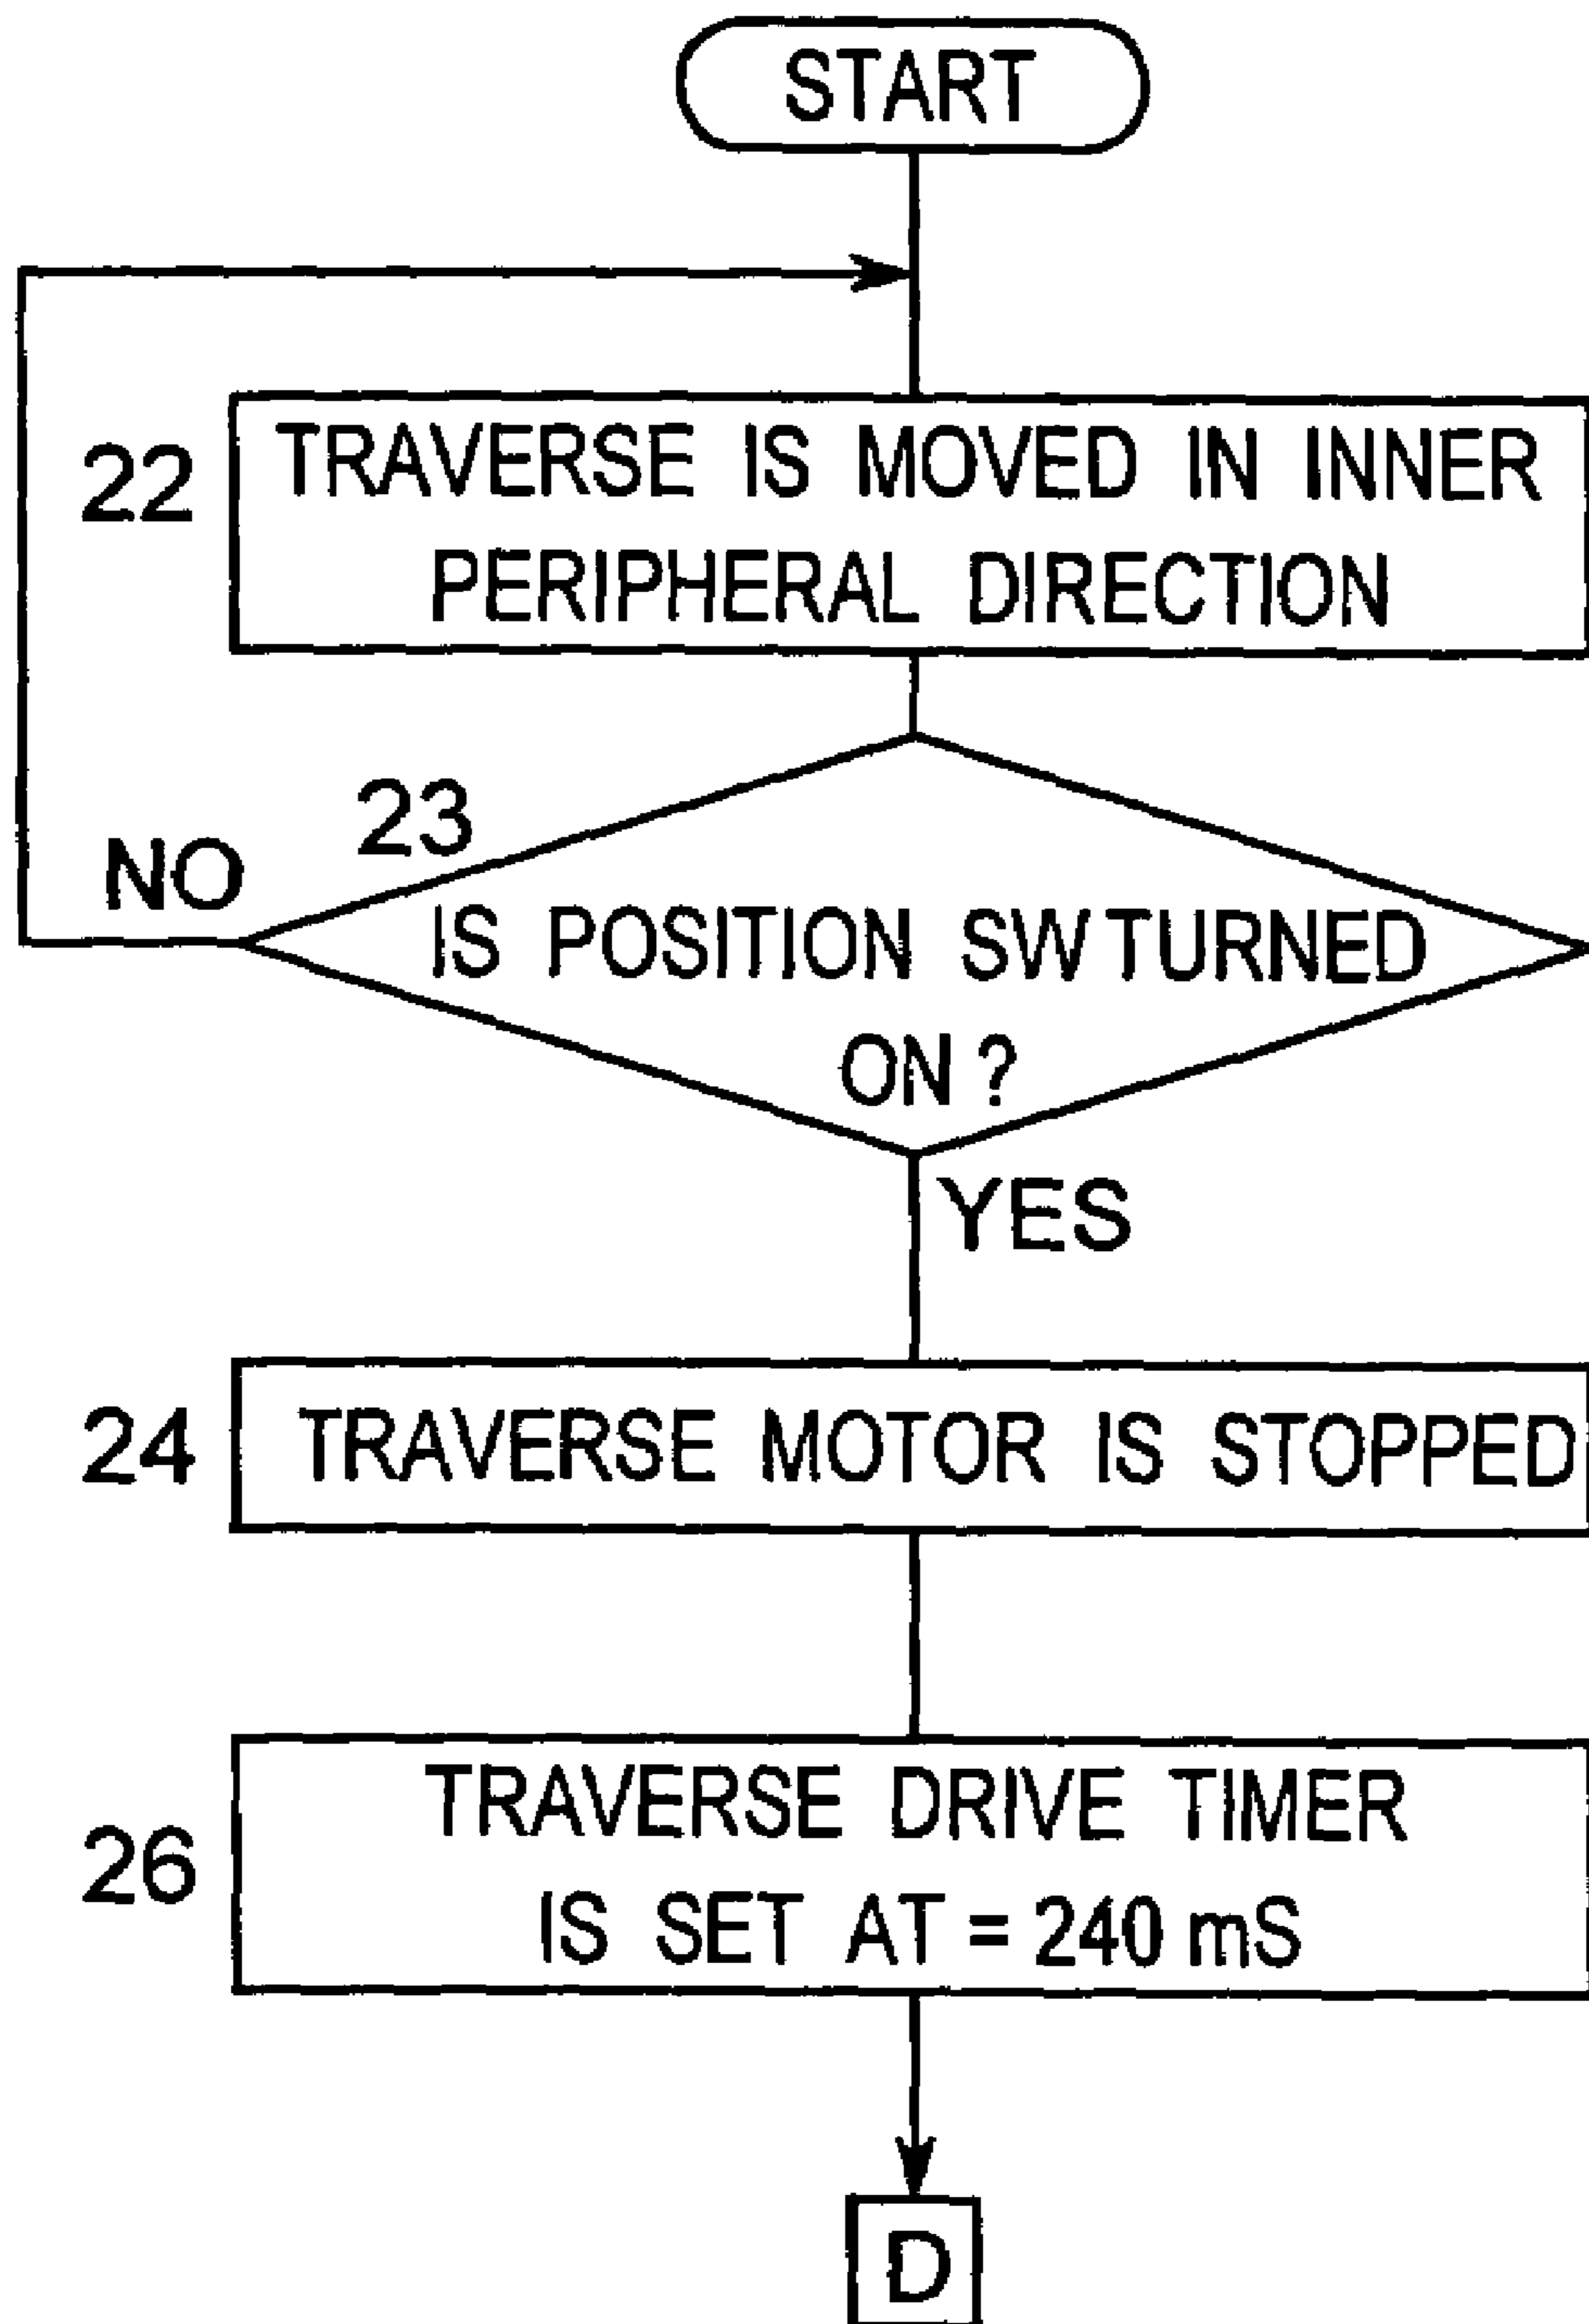 START
22
TRAVERSE IS MOVED IN INNER
PERIPHERAL DIRECTION
23
NO
IS POSITION SW TURNED
ON?
YES
24
TRAVERSE MOTOR IS STOPPED
26
TRAVERSE DRIVE TIMER
IS SET AT = 240 mS
D